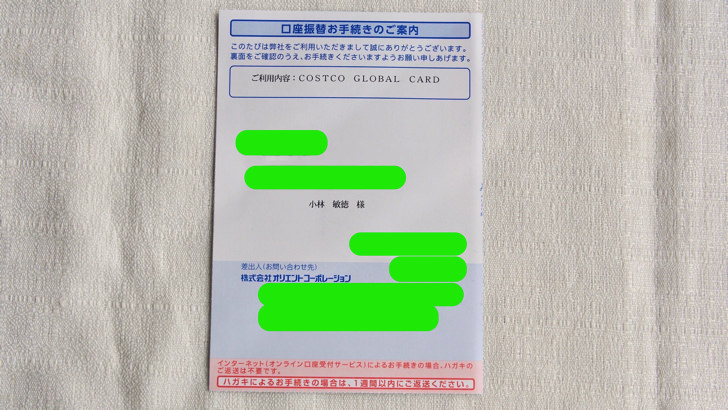 口座振替お手続きのご案内
このたびは弊社をご利用いただきまして誠にありがとうございます。
裏面をご確認のうえ、お手続きくださいますようお願い申しあげます。
ご利用内容：COSTCO GLOBAL CARD
小林 敏徳 様
差出人（お問い合わせ先）
株式会社オリエントコーポレーション
インターネット（オンライン口座受付サービス）によるお手続きの場合、ハガキの
ご返送は不要です。
ハガキによるお手続きの場合は、1週間以内にご返送ください。